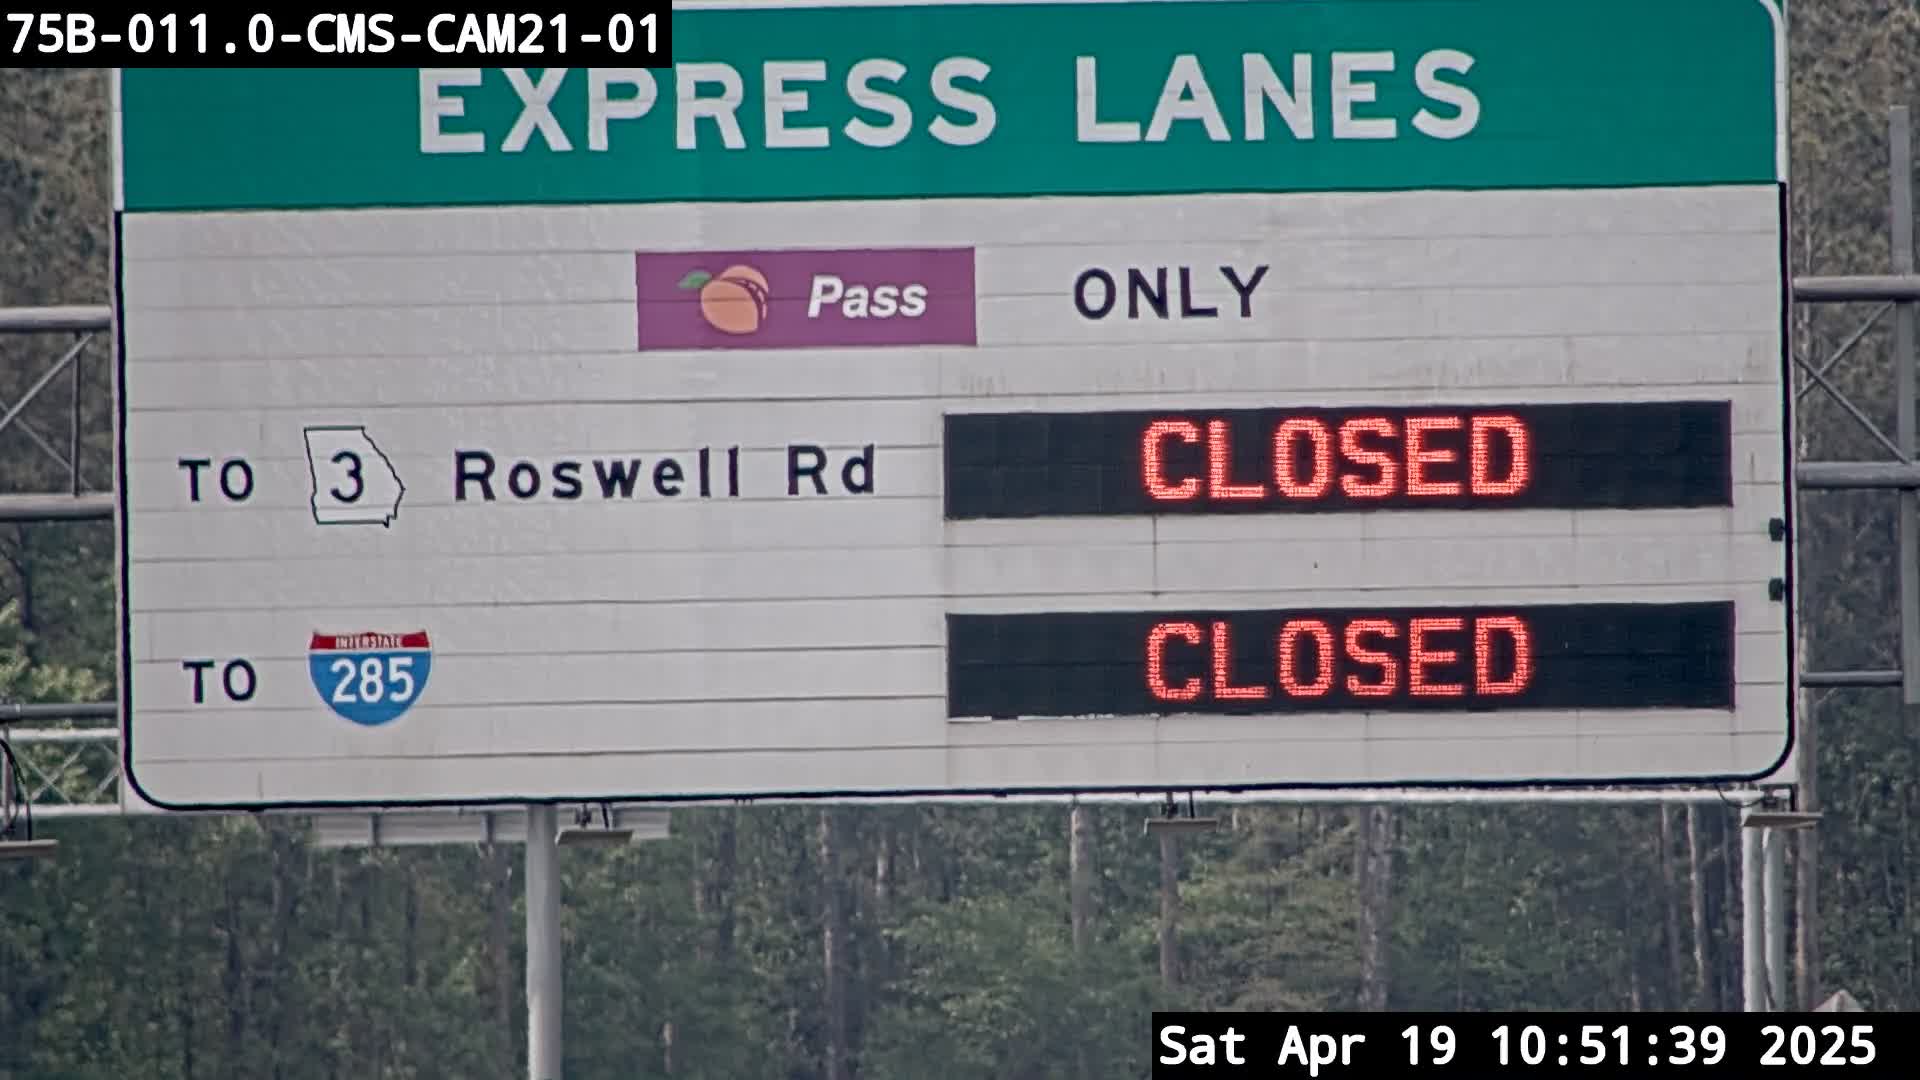 75B-011.0-CMS-CAM21-01
EXPRESS LANES
Pass ONLY
TO 3 Roswell Rd CLOSED
TO INTERSTATE 285 CLOSED
Sat Apr 19 10:51:39 2025